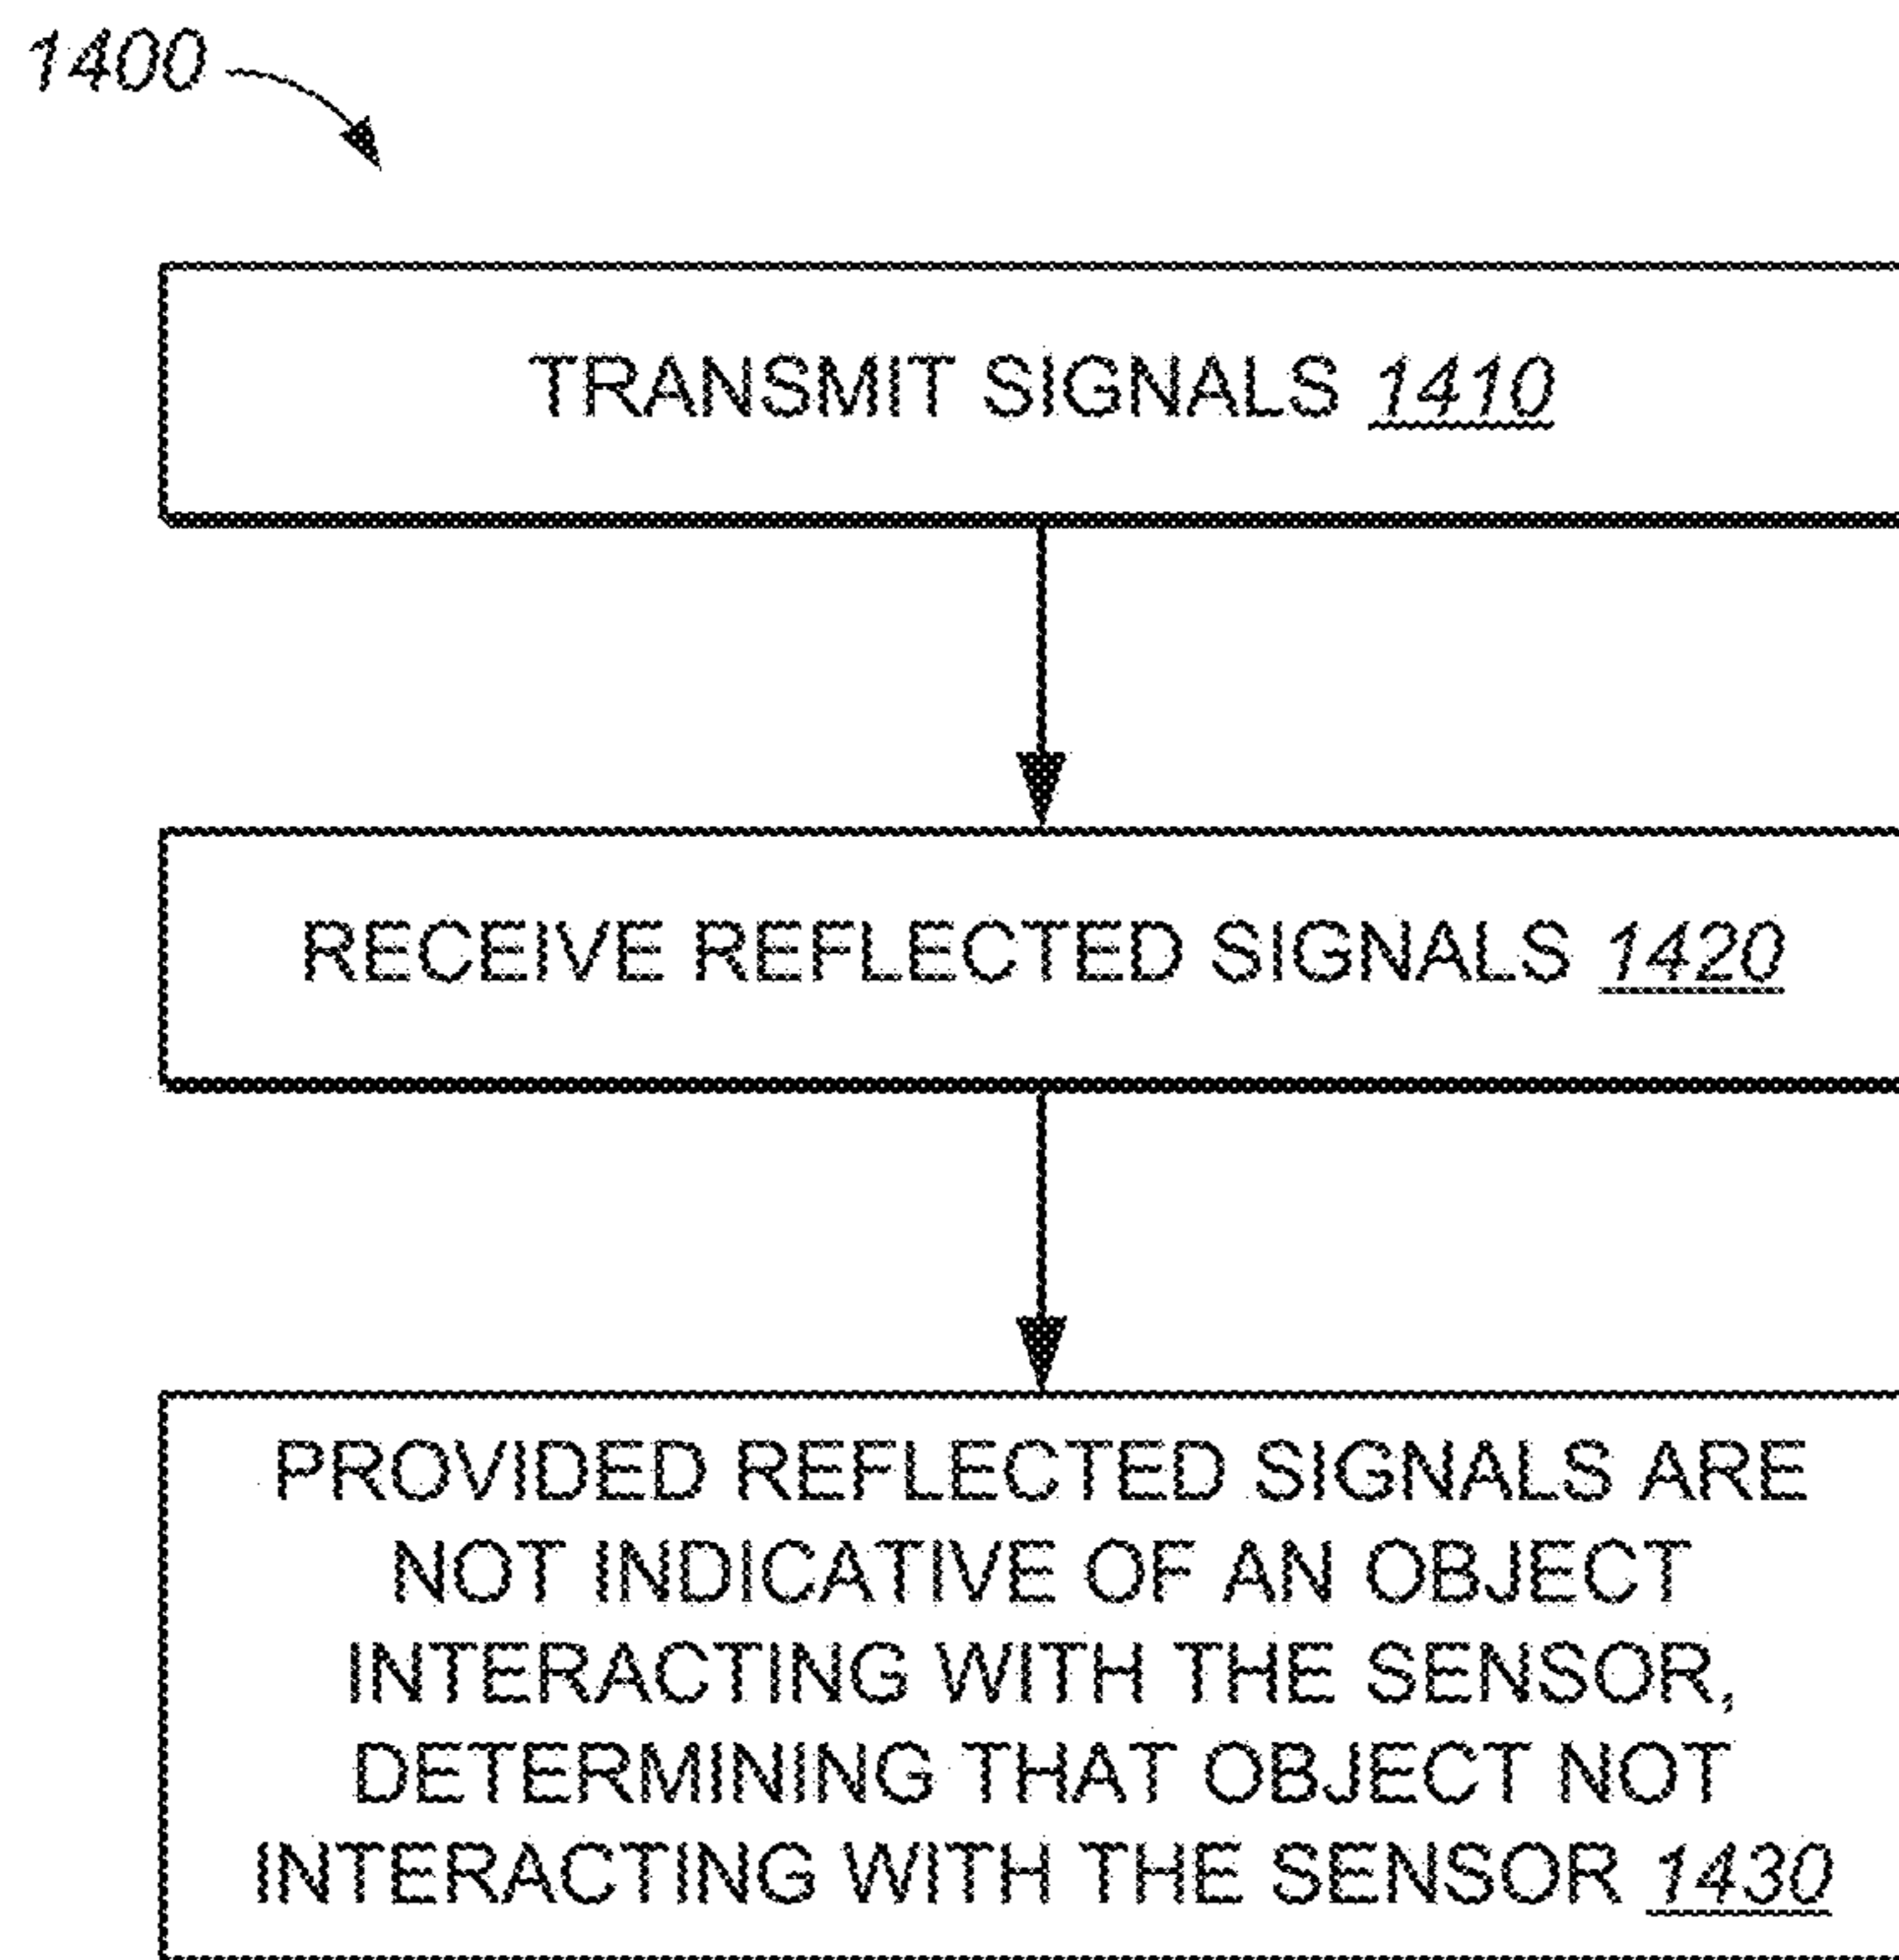 1400
TRANSMIT SIGNALS 1410
RECEIVE REFLECTED SIGNALS 1420
PROVIDED REFLECTED SIGNALS ARE
NOT INDICATIVE OF AN OBJECT
INTERACTING WITH THE SENSOR,
DETERMINING THAT OBJECT NOT
INTERACTING WITH THE SENSOR 1430